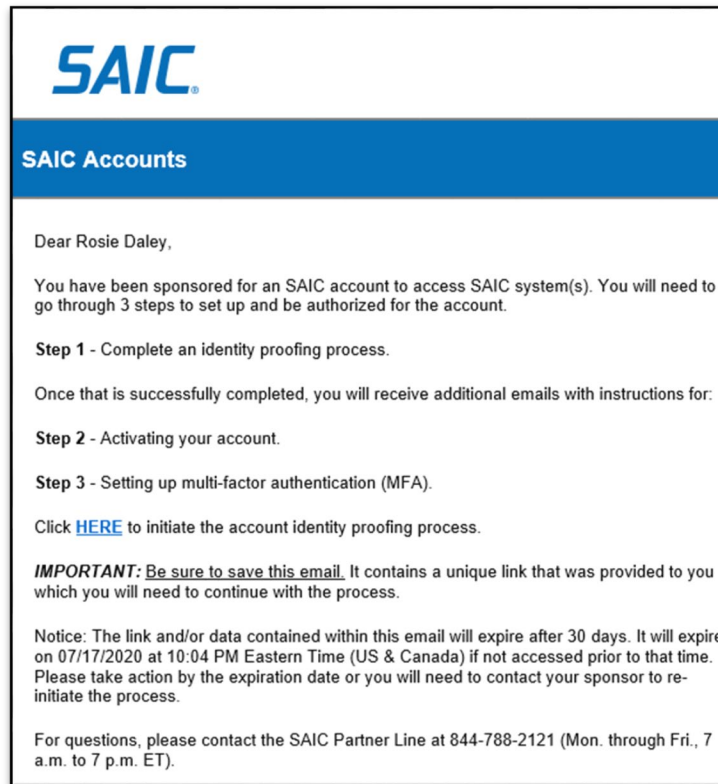 SAIC®
SAIC Accounts
Dear Rosie Daley,
You have been sponsored for an SAIC account to access SAIC system(s). You will need to
go through 3 steps to set up and be authorized for the account.
Step 1 - Complete an identity proofing process.
Once that is successfully completed, you will receive additional emails with instructions for:
Step 2 - Activating your account.
Step 3 - Setting up multi-factor authentication (MFA).
Click HERE to initiate the account identity proofing process.
IMPORTANT: Be sure to save this email. It contains a unique link that was provided to you
which you will need to continue with the process.
Notice: The link and/or data contained within this email will expire after 30 days. It will expire
on 07/17/2020 at 10:04 PM Eastern Time (US & Canada) if not accessed prior to that time.
Please take action by the expiration date or you will need to contact your sponsor to re-
initiate the process.
For questions, please contact the SAIC Partner Line at 844-788-2121 (Mon. through Fri., 7
a.m. to 7 p.m. ET).